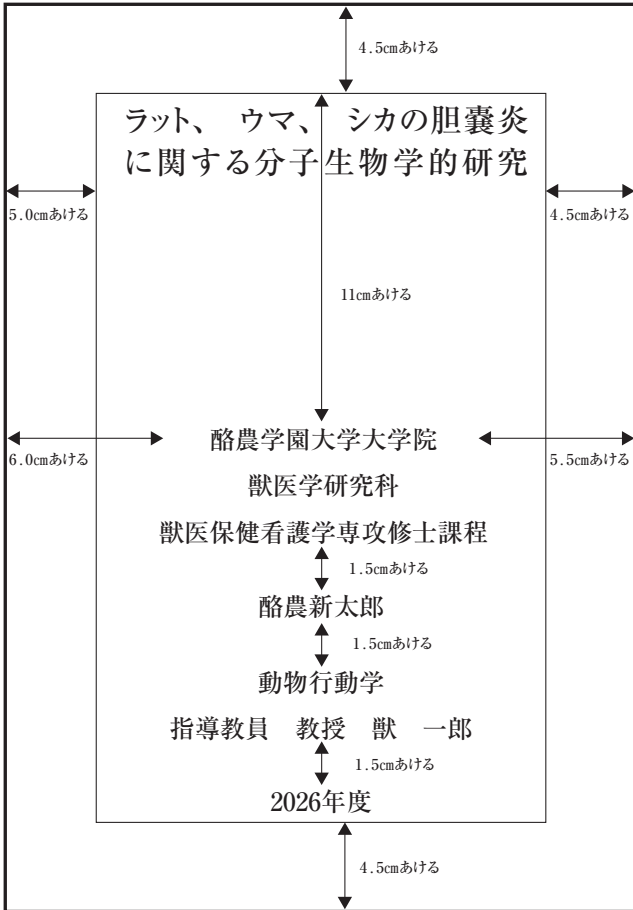 4.5cmあける
ラット、 ウマ、 シカの胆嚢炎
に関する分子生物学的研究
5.0cmあける
4.5cmあける
11cmあける
酪農学園大学大学院
6.0cmあける
5.5cmあける
獣医学研究科
獣医保健看護学専攻修士課程
1.5cmあける
酪農新太郎
1.5cmあける
動物行動学
指導教員　教授　獣　一郎
1.5cmあける
2026年度
4.5cmあける